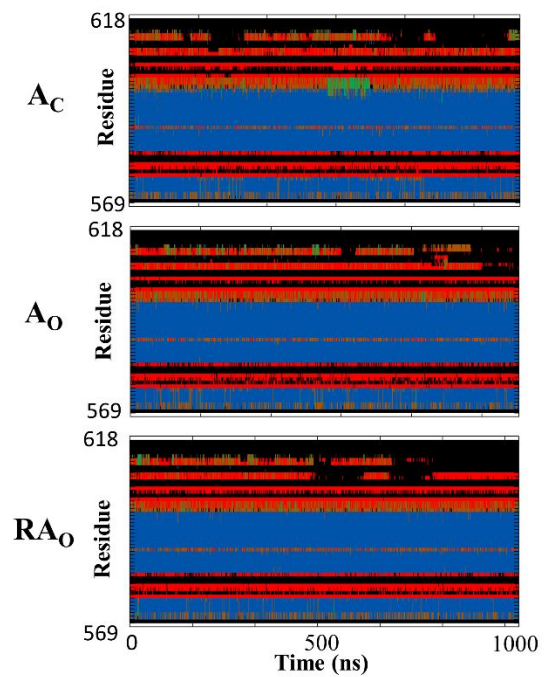 618
A_C
Residue
569
618
A_O
Residue
569
618
RA_O
Residue
569
0 500 1000
Time (ns)